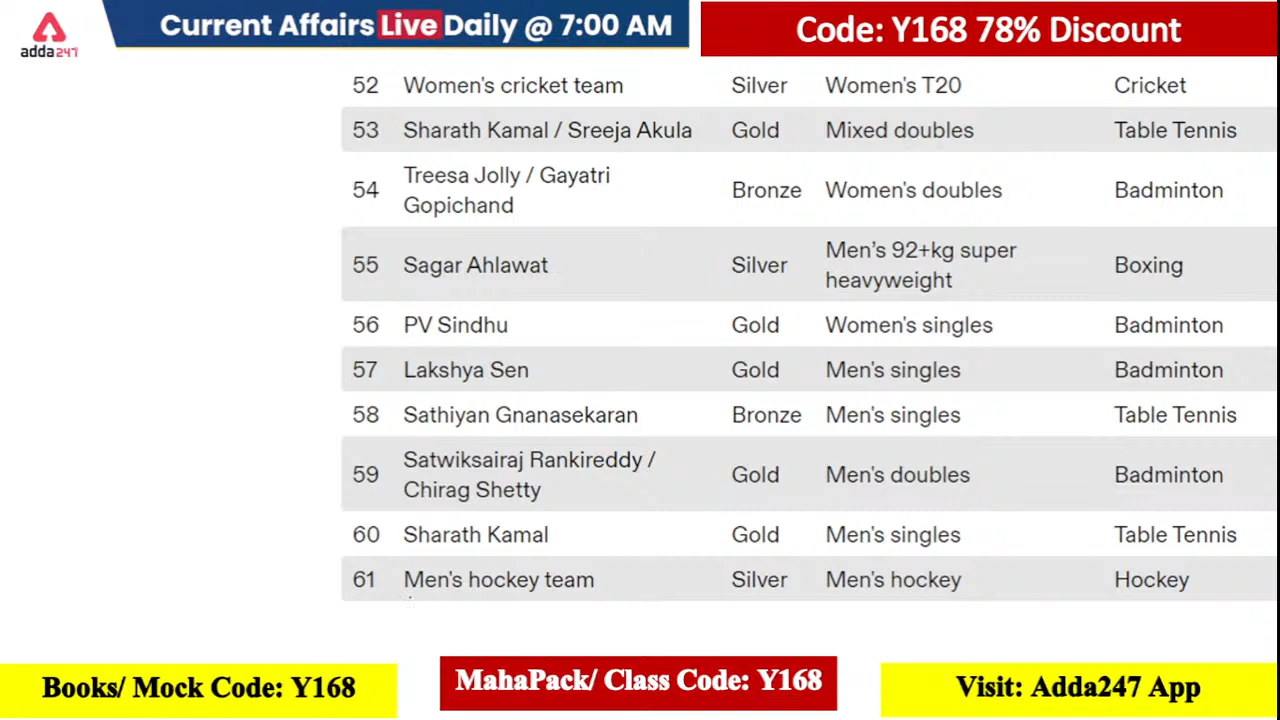 Current Affairs Live Daily @ 7:00 AM
Code: Y168 78% Discount
adda247
52 Women's cricket team Silver Women's T20 Cricket
53 Sharath Kamal / Sreeja Akula Gold Mixed doubles Table Tennis
54 Treesa Jolly / Gayatri Gopichand Bronze Women's doubles Badminton
55 Sagar Ahlawat Silver Men’s 92+kg super heavyweight Boxing
56 PV Sindhu Gold Women's singles Badminton
57 Lakshya Sen Gold Men's singles Badminton
58 Sathiyan Gnanasekaran Bronze Men's singles Table Tennis
59 Satwiksairaj Rankireddy / Chirag Shetty Gold Men's doubles Badminton
60 Sharath Kamal Gold Men's singles Table Tennis
61 Men's hockey team Silver Men's hockey Hockey
Books/ Mock Code: Y168
MahaPack/ Class Code: Y168
Visit: Adda247 App